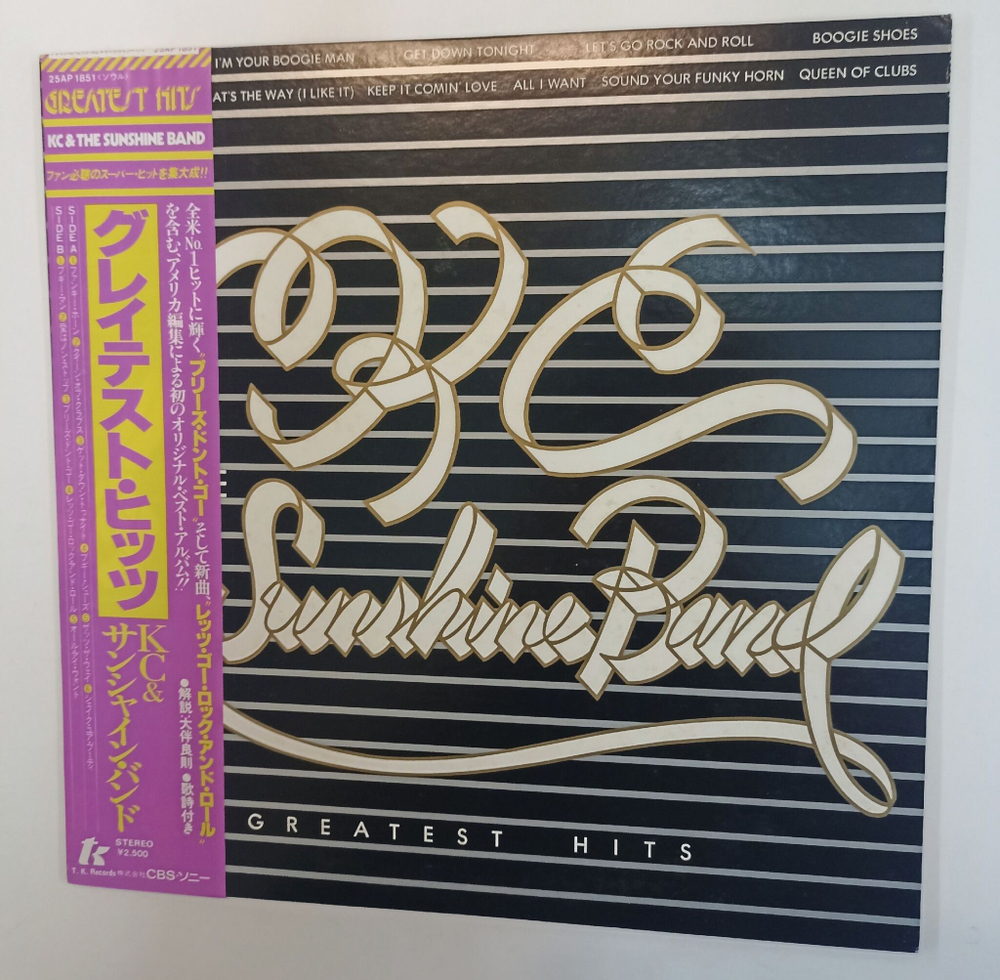 25AP 1851 〈ソウル〉
GREATEST HITS
KC & THE SUNSHINE BAND
ファン必聴のスーパー・ヒットを集大成!!
全米No.1ヒットに輝く“プリーズ・ドント・ゴー”そして新曲、“レッツ・ゴー・ロック・アンド・ロール”
を含む、アメリカ編集による初のオリジナル・ベスト・アルバム!!
●解説・大伴良則 ●歌詩付き
グレイテスト・ヒッツ
KC&
サンシャイン・バンド
SIDE A
SIDE B
tk
STEREO
¥2,500
T. K. Records 株式会社 CBS・ソニー
I'M YOUR BOOGIE MAN GET DOWN TONIGHT LET'S GO ROCK AND ROLL BOOGIE SHOES
AT'S THE WAY (I LIKE IT) KEEP IT COMIN' LOVE ALL I WANT SOUND YOUR FUNKY HORN QUEEN OF CLUBS
KC
E
Sunshine Band
GREATEST HITS